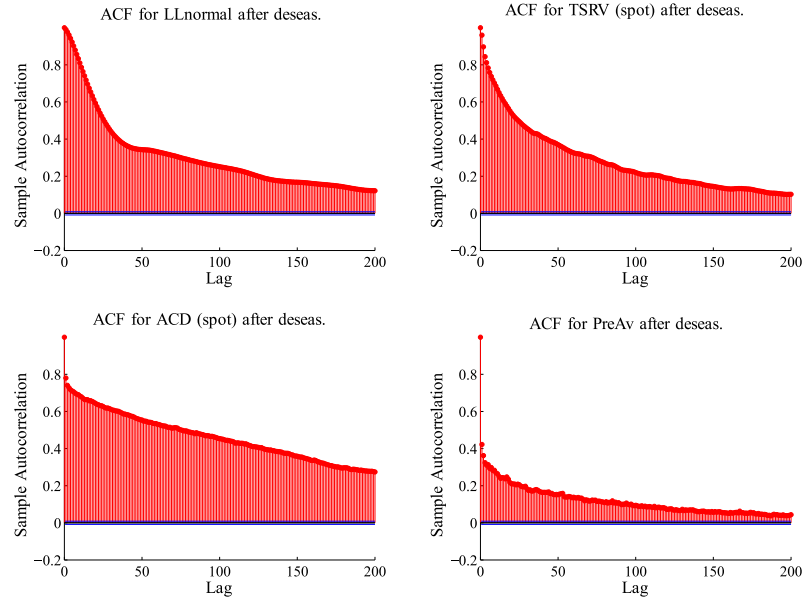 ACF for LLnormal after deseas.
Sample Autocorrelation
0.8
0.6
0.4
0.2
0
−0.2
0 50 100 150 200
Lag
ACF for TSRV (spot) after deseas.
Sample Autocorrelation
0.8
0.6
0.4
0.2
0
−0.2
0 50 100 150 200
Lag
ACF for ACD (spot) after deseas.
Sample Autocorrelation
0.8
0.6
0.4
0.2
0
−0.2
0 50 100 150 200
Lag
ACF for PreAv after deseas.
Sample Autocorrelation
0.8
0.6
0.4
0.2
0
−0.2
0 50 100 150 200
Lag